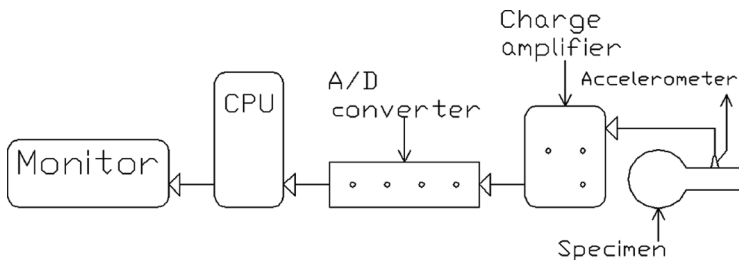 Charge
amplifier
Accelerometer
A/D
converter
CPU
Monitor
Specimen